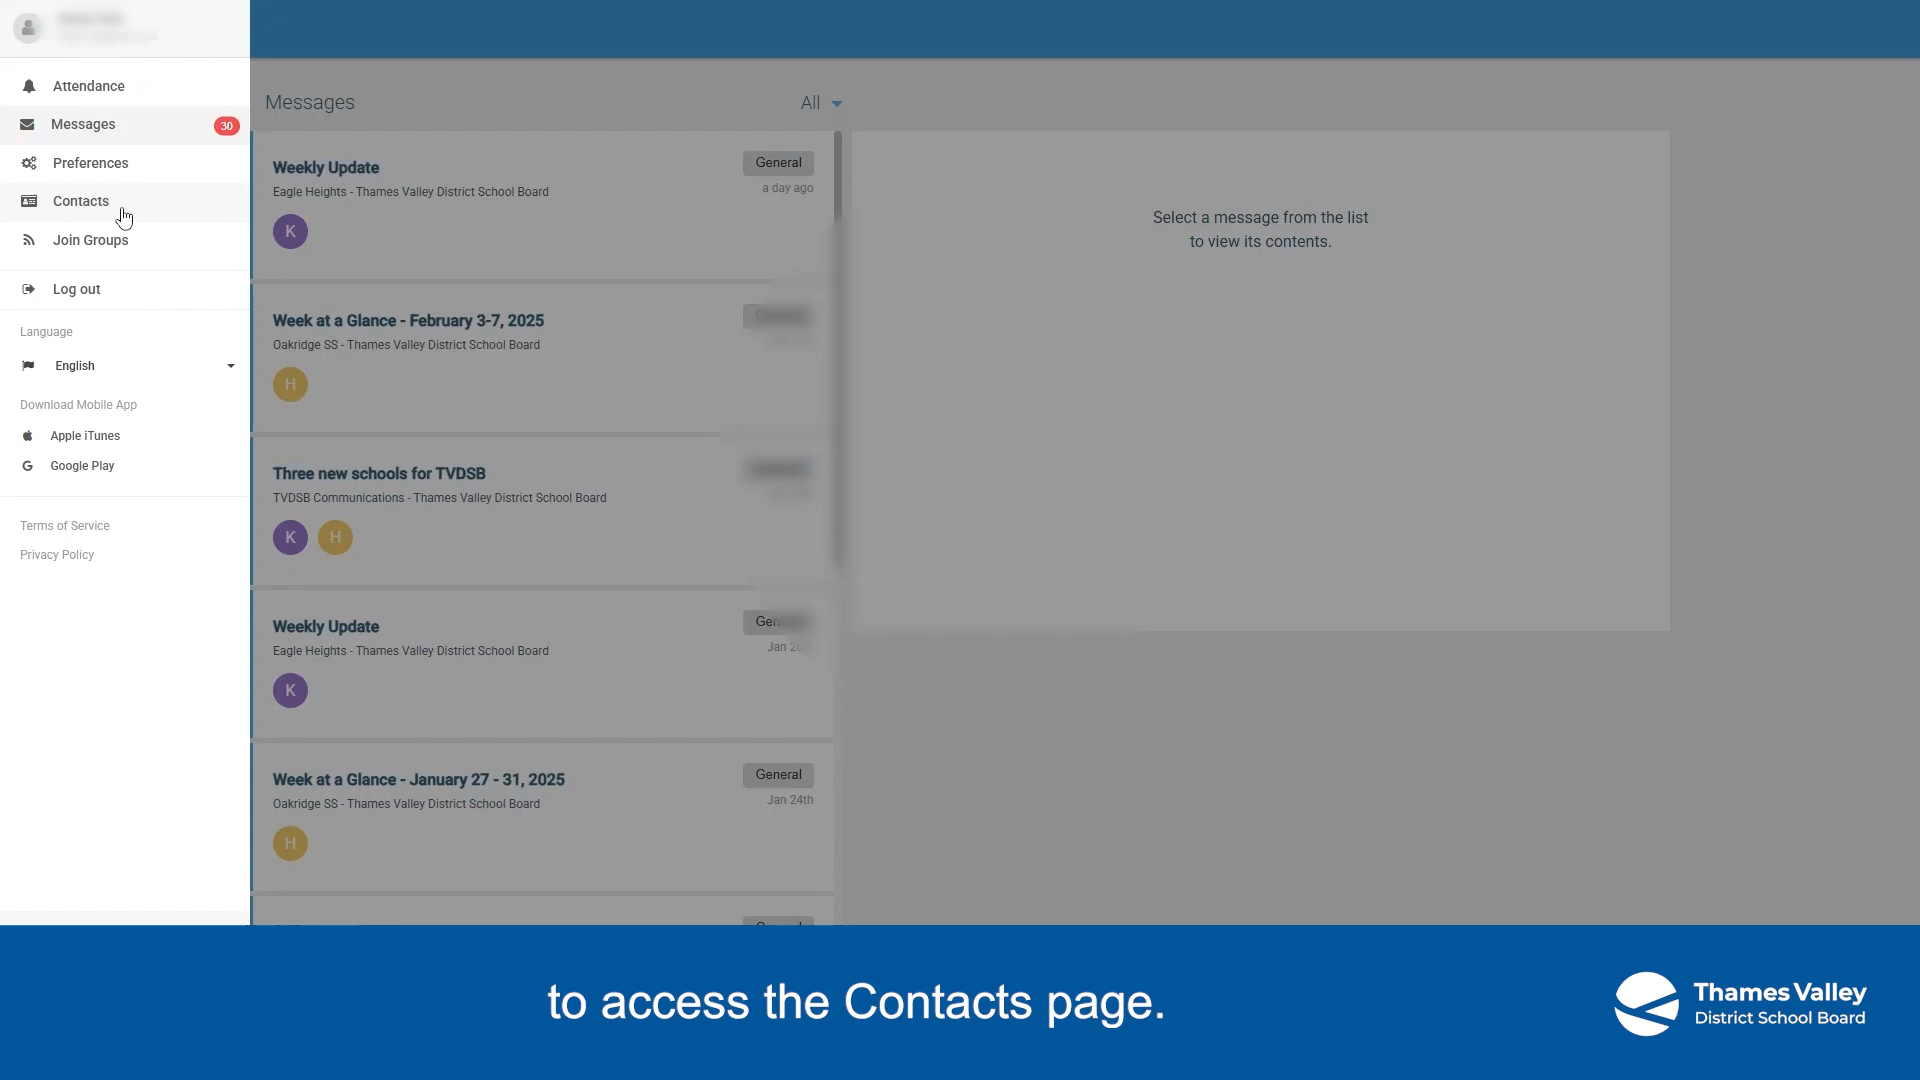 Attendance
Messages
30
Preferences
Contacts
Join Groups
Log out
Language
English
Download Mobile App
Apple iTunes
G
Google Play
Terms of Service
Privacy Policy
Messages
All
Weekly Update
General
Eagle Heights - Thames Valley District School Board
a day ago
K
Week at a Glance - February 3-7, 2025
Oakridge SS - Thames Valley District School Board
H
Three new schools for TVDSB
TVDSB Communications - Thames Valley District School Board
K H
Weekly Update
Eagle Heights - Thames Valley District School Board
Jan
K
Week at a Glance - January 27 - 31, 2025
General
Oakridge SS - Thames Valley District School Board
Jan 24th
H
Select a message from the list
to view its contents.
to access the Contacts page.
Thames Valley
District School Board